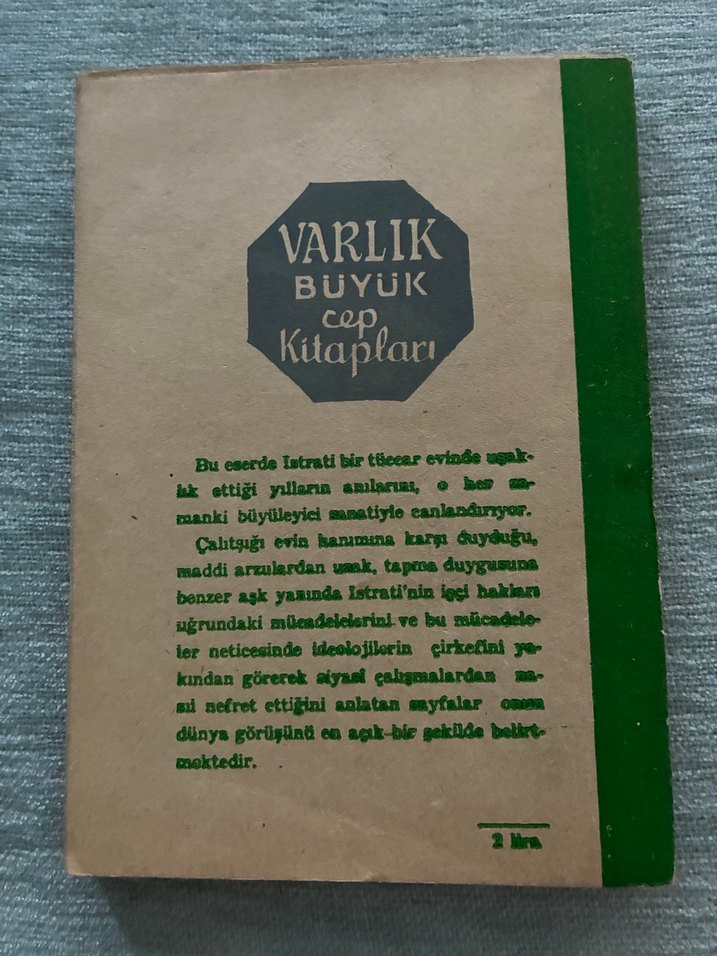 VARLIK
BÜYÜK
cep
Kitapları
Bu eserde Istrati bir tüccar evinde uşak-
lık ettiği yılların anılarını, o her za-
manki büyüleyici sanatiyle canlandırıyor.
Çalıtşığı evin hanımına karşı duyduğu,
maddi arzulardan uzak, tapma duygusuna
benzer aşk yanında Istrati'nin işçi hakları
uğrundaki mücadelelerini ve bu mücadele-
ler neticesinde ideolojilerin çirkefini ya-
kından görerek siyasi çalışmalardan na-
sıl nefret ettiğini anlatan sayfalar onun
dünya görüşünü en açık bir şekilde belirt-
mektedir.
2 lira